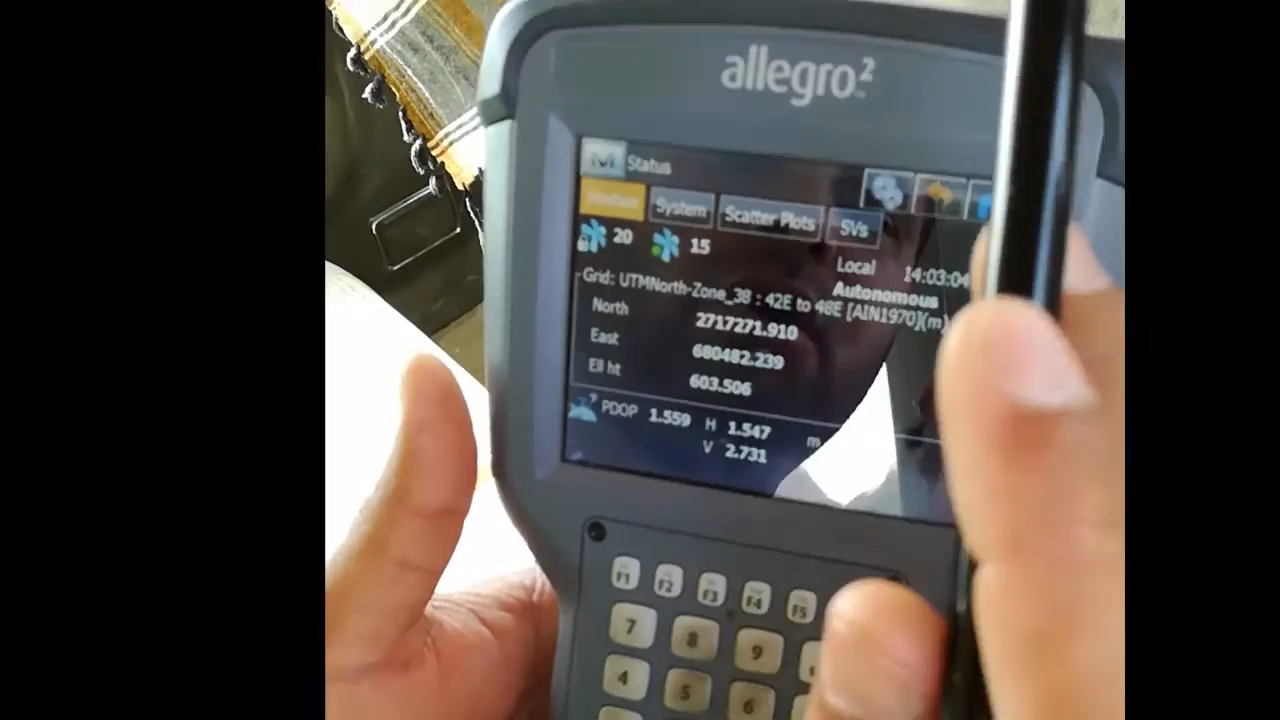 allegro²
Status
Position System Scatter Plots SVs
20 15
Local 14:03:04
Autonomous
Grid: UTMNorth-Zone_38 : 42E to 48E [AIN1970](m)
North 2717271.910
East 680482.239
Ell ht 603.506
PDOP 1.559 H 1.547 m
V 2.731
F1 F2 F3 F4 F5
7 8 9
4 5 6